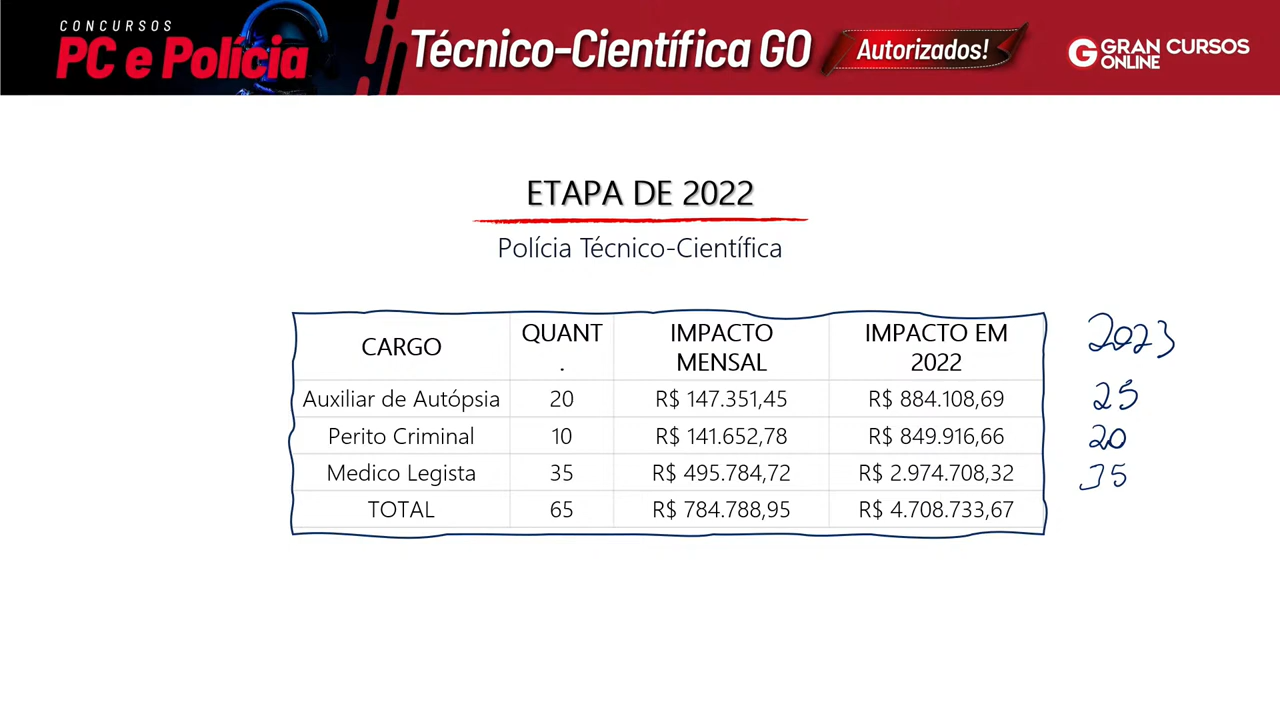 CONCURSOS
PC e Polícia Técnico-Científica GO Autorizados! GRAN CURSOS ONLINE
ETAPA DE 2022
Polícia Técnico-Científica
CARGO QUANT. IMPACTO MENSAL IMPACTO EM 2022 2023
Auxiliar de Autópsia 20 R$ 147.351,45 R$ 884.108,69 25
Perito Criminal 10 R$ 141.652,78 R$ 849.916,66 20
Medico Legista 35 R$ 495.784,72 R$ 2.974.708,32 35
TOTAL 65 R$ 784.788,95 R$ 4.708.733,67